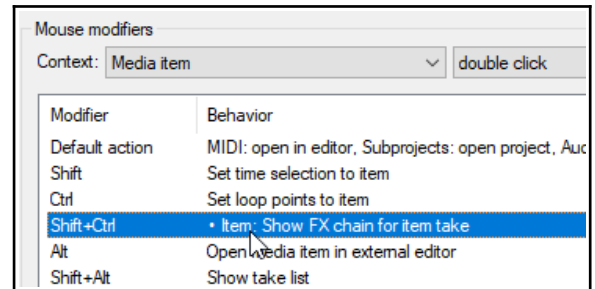 Mouse modifiers
Context: Media item double click
Modifier Behavior
Default action MIDI: open in editor, Subprojects: open project, Auc
Shift Set time selection to item
Ctrl Set loop points to item
Shift+Ctrl • Item: Show FX chain for item take
Alt Open media item in external editor
Shift+Alt Show take list